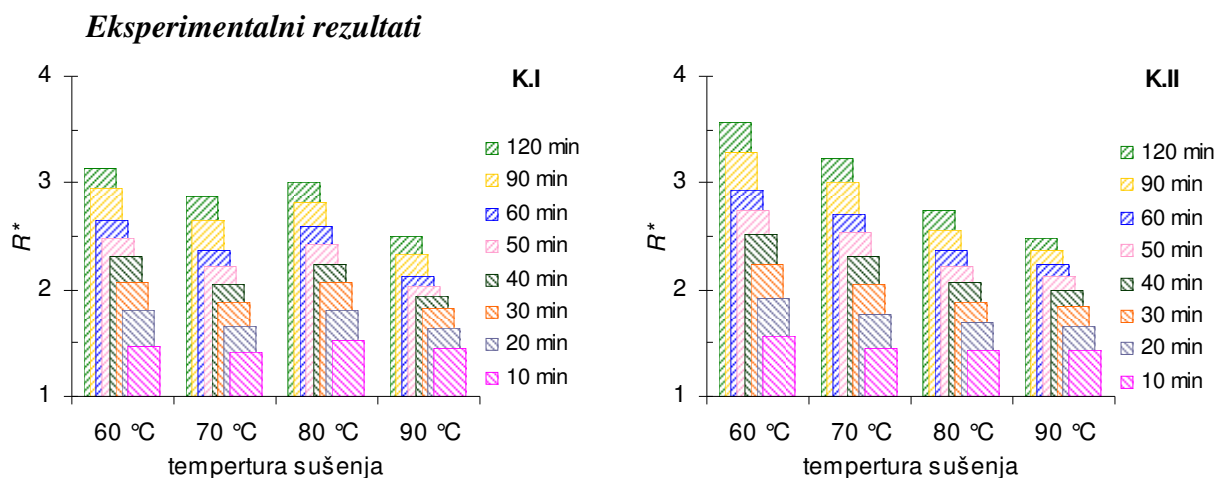 Eksperimentalni rezultati
K.I
4
3
2
1
R*
120 min
90 min
60 min
50 min
40 min
30 min
20 min
10 min
60 °C 70 °C 80 °C 90 °C
tempertura sušenja
K.II
4
3
2
1
R*
120 min
90 min
60 min
50 min
40 min
30 min
20 min
10 min
60 °C 70 °C 80 °C 90 °C
tempertura sušenja